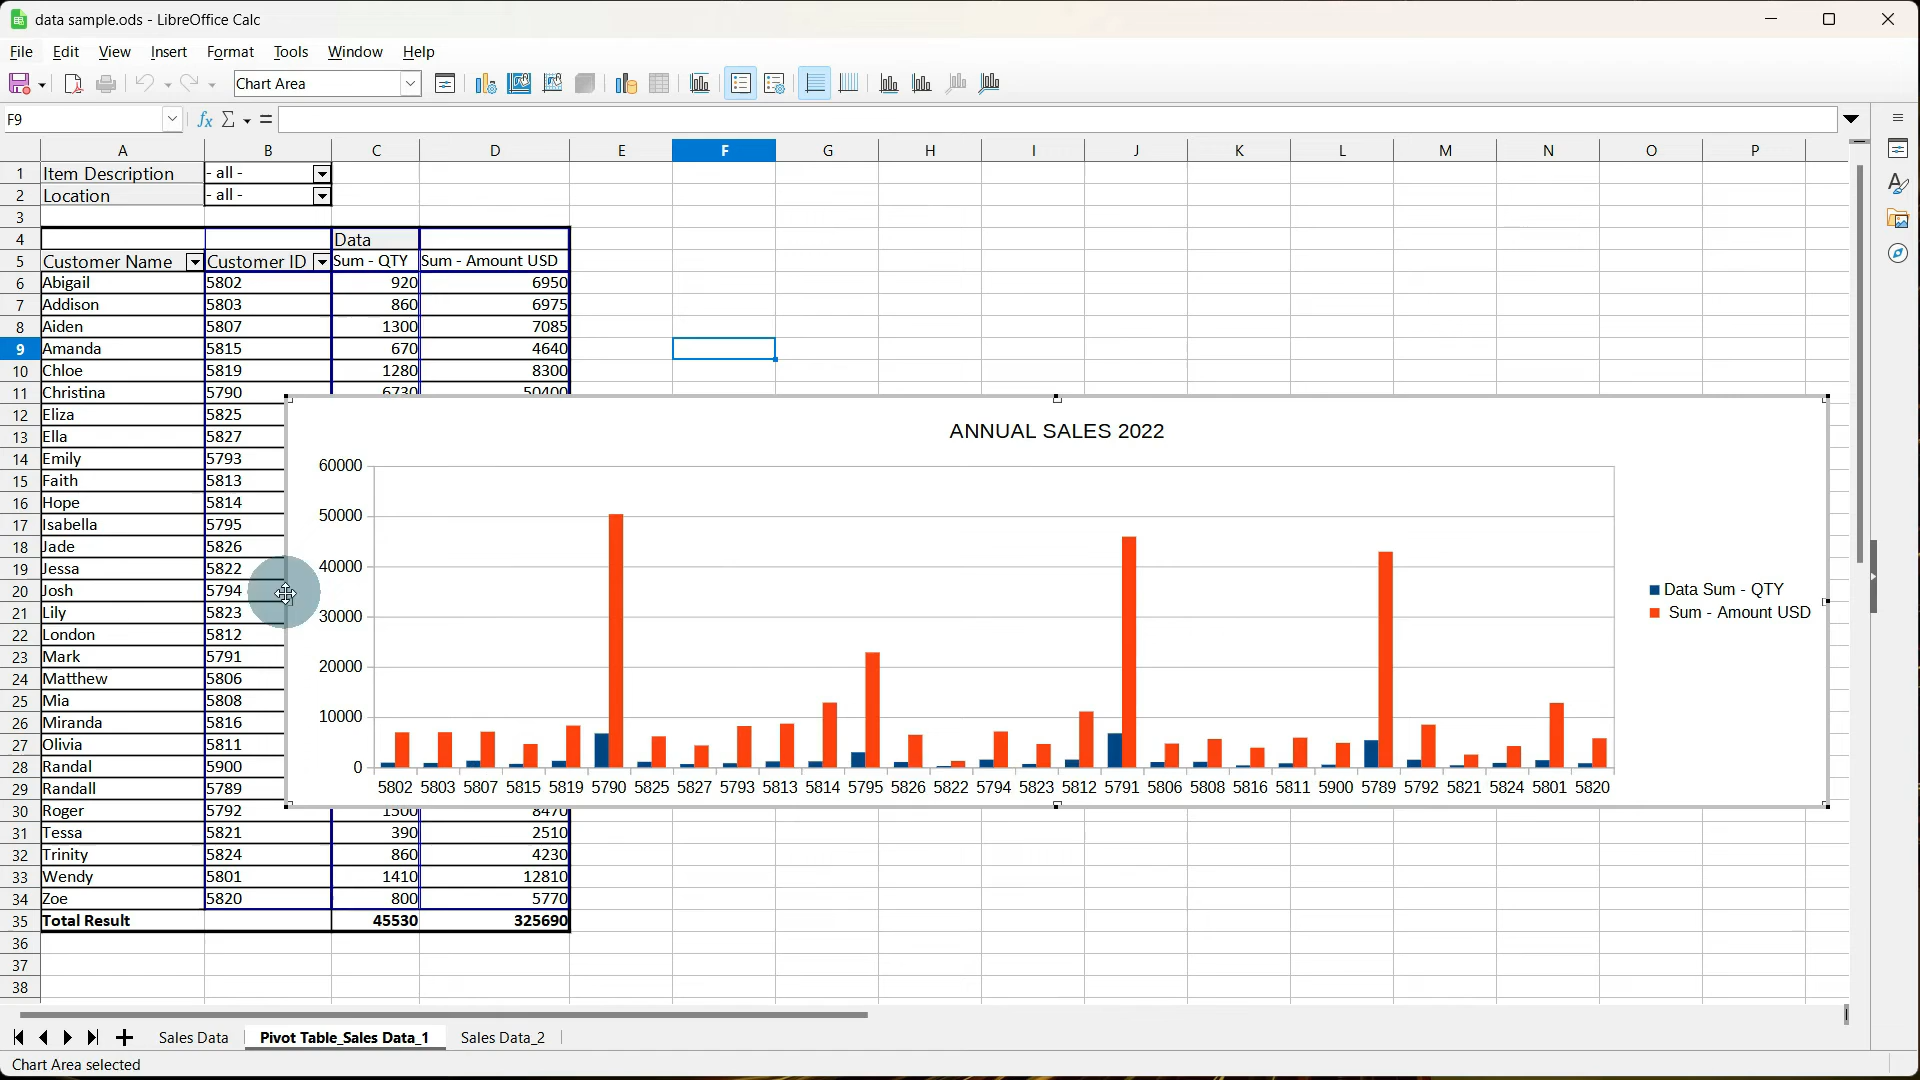 data sample.ods - LibreOffice Calc
File Edit View Insert Format Tools Window Help
Chart Area
F9 fx Σ =
A B C D E F G H I J K L M N O P
1 Item Description - all -
2 Location - all -
3
4 Data
5 Customer Name Customer ID Sum - QTY Sum - Amount USD
6 Abigail 5802 920 6950
7 Addison 5803 860 6975
8 Aiden 5807 1300 7085
9 Amanda 5815 670 4640
10 Chloe 5819 1280 8300
11 Christina 5790 6730 50400
12 Eliza 5825
13 Ella 5827
14 Emily 5793
15 Faith 5813
16 Hope 5814
17 Isabella 5795
18 Jade 5826
19 Jessa 5822
20 Josh 5794
21 Lily 5823
22 London 5812
23 Mark 5791
24 Matthew 5806
25 Mia 5808
26 Miranda 5816
27 Olivia 5811
28 Randal 5900
29 Randall 5789
30 Roger 5792 1500 8470
31 Tessa 5821 390 2510
32 Trinity 5824 860 4230
33 Wendy 5801 1410 12810
34 Zoe 5820 800 5770
35 Total Result 45530 325690
36
37
38
ANNUAL SALES 2022
60000
50000
40000
30000
20000
10000
0
5802 5803 5807 5815 5819 5790 5825 5827 5793 5813 5814 5795 5826 5822 5794 5823 5812 5791 5806 5808 5816 5811 5900 5789 5792 5821 5824 5801 5820
Data Sum - QTY
Sum - Amount USD
Sales Data Pivot Table_Sales Data_1 Sales Data_2
Chart Area selected